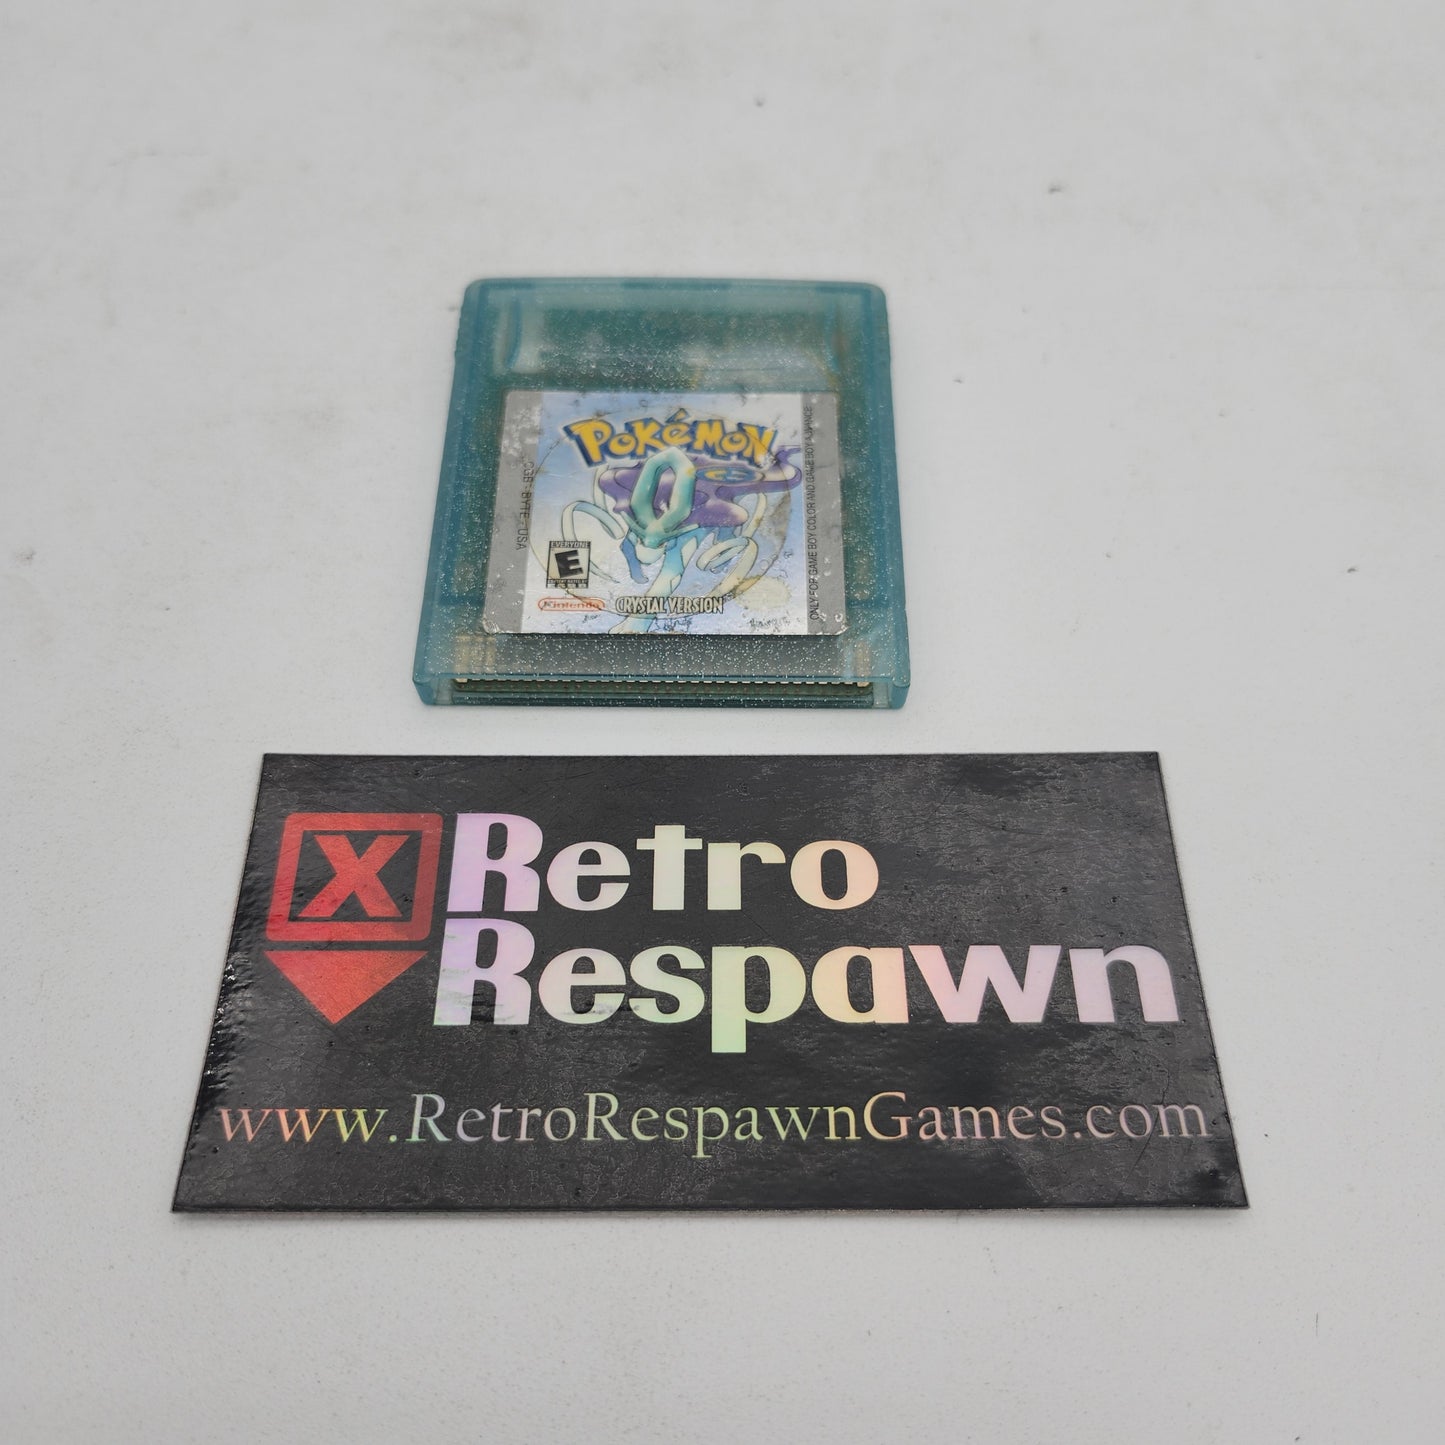 POKéMON
CGB - BYTE - USA
ONLY FOR GAME BOY COLOR AND GAME BOY ADVANCE
EVERYONE
E
ESRB
Nintendo
CRYSTAL VERSION
X
Retro
Respawn
www.RetroRespawnGames.com